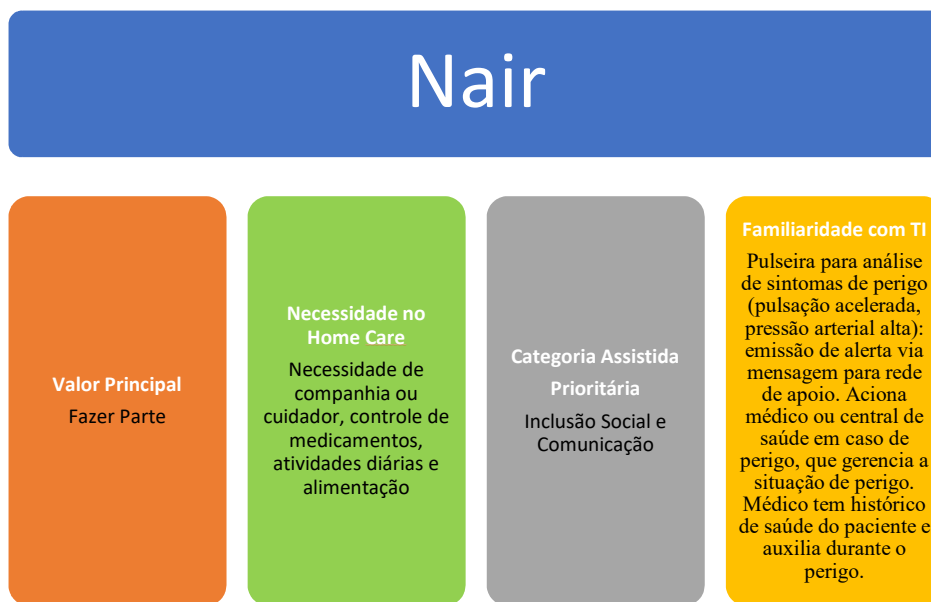 Nair
Valor Principal
Fazer Parte
Necessidade no
Home Care
Necessidade de
companhia ou
cuidador, controle de
medicamentos,
atividades diárias e
alimentação
Categoria Assistida
Prioritária
Inclusão Social e
Comunicação
Familiaridade com TI
Pulseira para análise
de sintomas de perigo
(pulsação acelerada,
pressão arterial alta):
emissão de alerta via
mensagem para rede
de apoio. Aciona
médico ou central de
saúde em caso de
perigo, que gerencia a
situação de perigo.
Médico tem histórico
de saúde do paciente e
auxilia durante o
perigo.